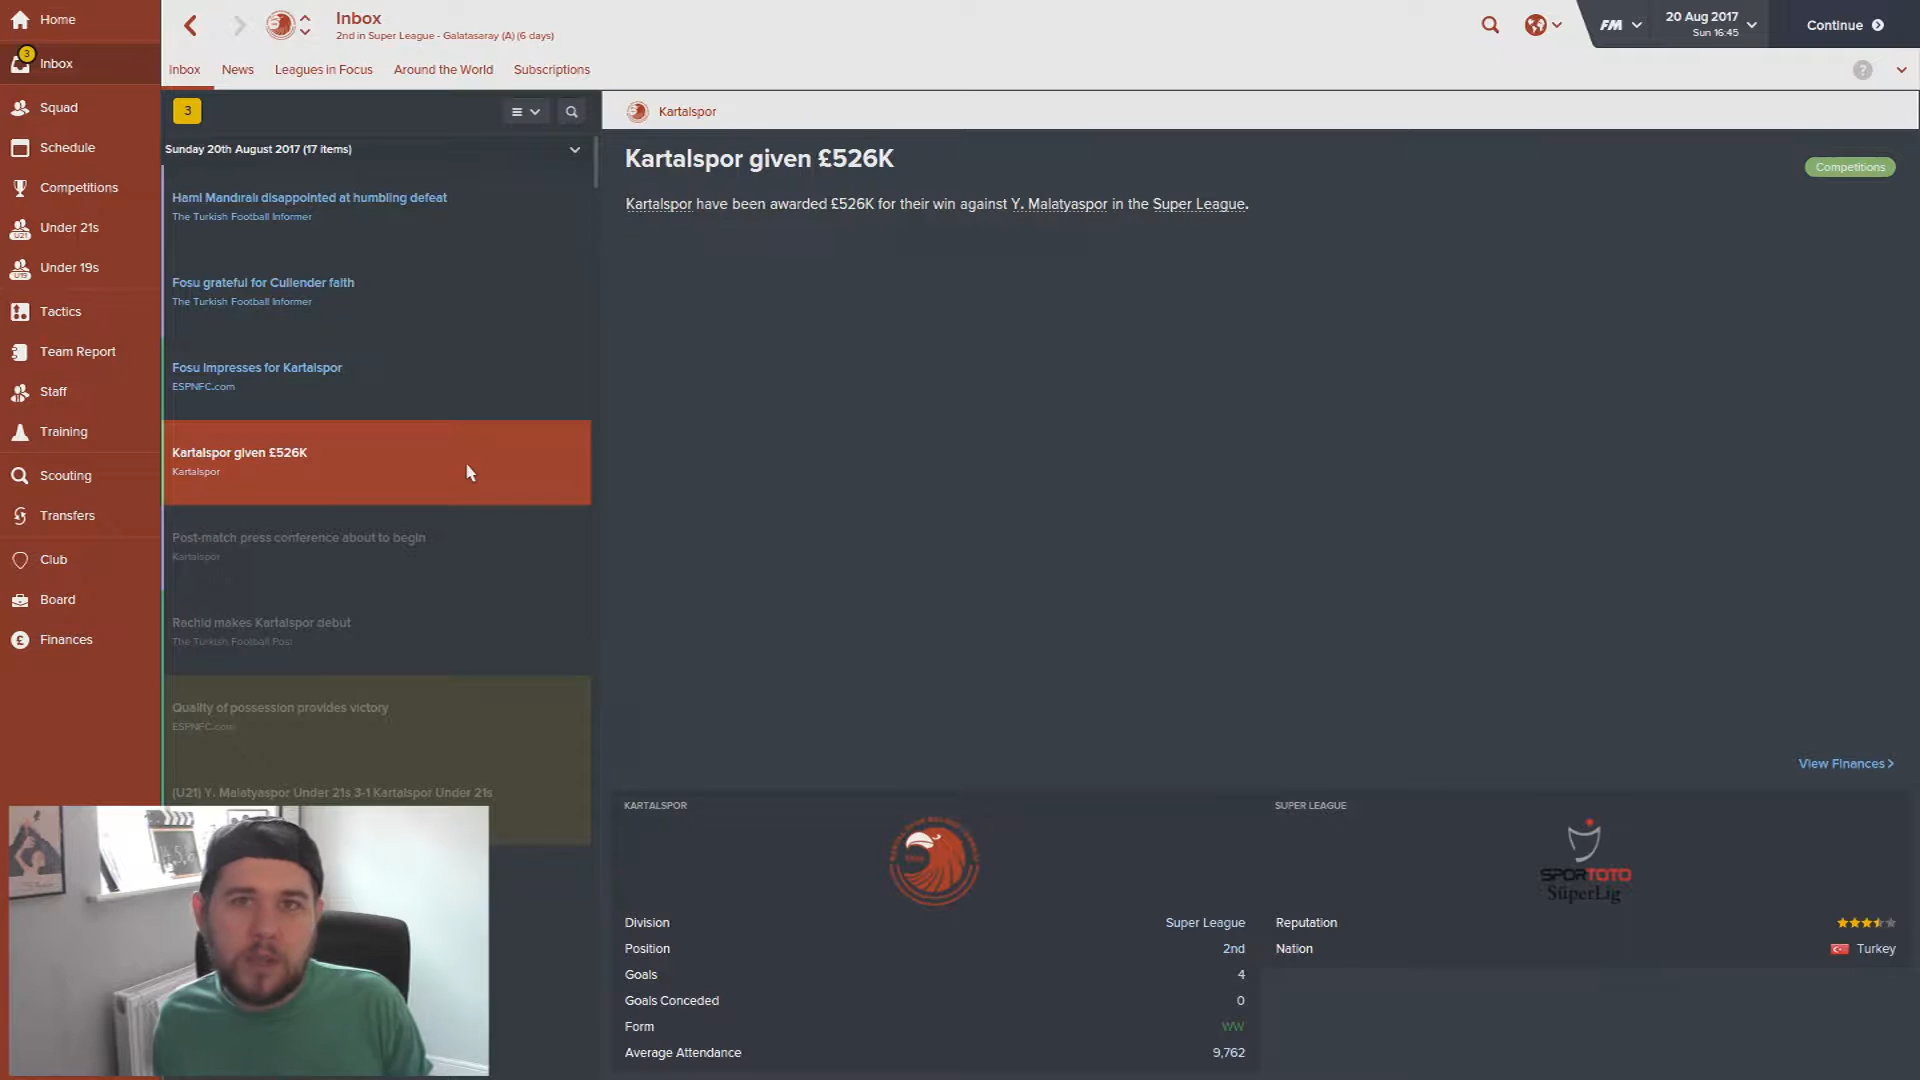 Home
3
Inbox
Squad
Schedule
Competitions
U21
Under 21s
U19
Under 19s
Tactics
Team Report
Staff
Training
Scouting
Transfers
Club
Board
£
Finances
Inbox
2nd in Super League - Galatasaray (A) (6 days)
FM
20 Aug 2017
Sun 16:45
Continue
Inbox
News
Leagues in Focus
Around the World
Subscriptions
?
3
Sunday 20th August 2017 (17 items)
Hami Mandıralı disappointed at humbling defeat
The Turkish Football Informer
Fosu grateful for Cullender faith
The Turkish Football Informer
Fosu impresses for Kartalspor
ESPNFC.com
Kartalspor given £526K
Kartalspor
Post-match press conference about to begin
Kartalspor
Rachid makes Kartalspor debut
The Turkish Football Post
Quality of possession provides victory
ESPNFC.com
(U21) Y. Malatyaspor Under 21s 3-1 Kartalspor Under 21s
Kartalspor
Kartalspor given £526K
Competitions
Kartalspor have been awarded £526K for their win against Y. Malatyaspor in the Super League.
View Finances >
KARTALSPOR
Division Super League
Position 2nd
Goals 4
Goals Conceded 0
Form WW
Average Attendance 9,762
SUPER LEAGUE
SPORTOTO
SüperLig
Reputation
Nation Turkey